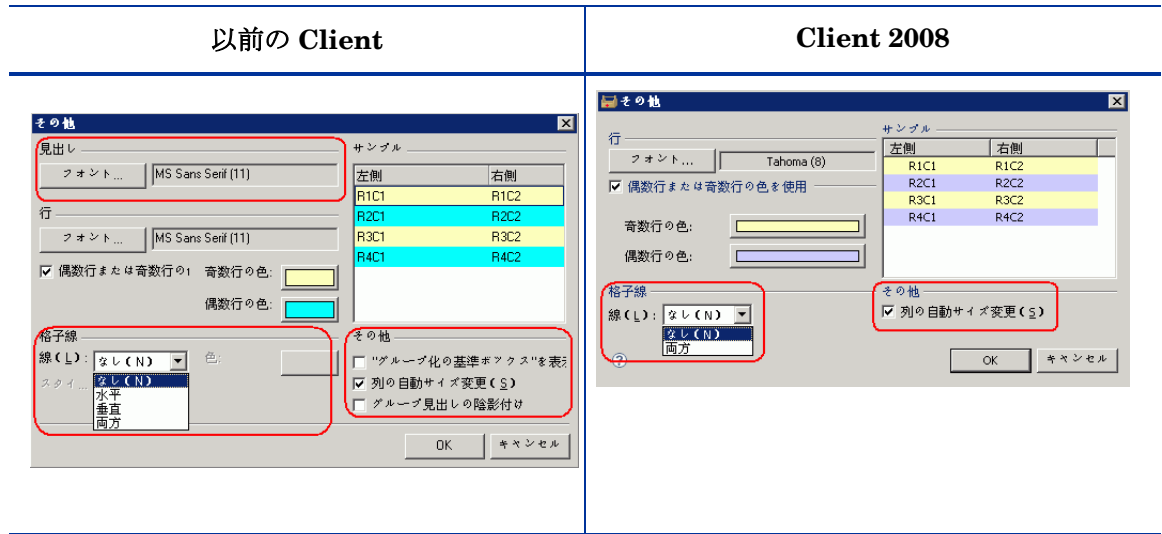 以前の Client
Client 2008
その他
見出し
フォント...
MS Sans Serif (11)
行
フォント...
MS Sans Serif (11)
偶数行または奇数行の
奇数行の色:
偶数行の色:
サンプル
左側 右側
R1C1 R1C2
R2C1 R2C2
R3C1 R3C2
R4C1 R4C2
格子線
線(L): なし(N)
色:
スタイ...
なし(N)
水平
垂直
両方
その他
"グループ化の基準ボックス"を表
列の自動サイズ変更(S)
グループ見出しの陰影付け
OK キャンセル
その他
行
フォント...
Tahoma (8)
偶数行または奇数行の色を使用
奇数行の色:
偶数行の色:
サンプル
左側 右側
R1C1 R1C2
R2C1 R2C2
R3C1 R3C2
R4C1 R4C2
格子線
線(L): なし(N)
なし(N)
両方
その他
列の自動サイズ変更(S)
?
OK キャンセル